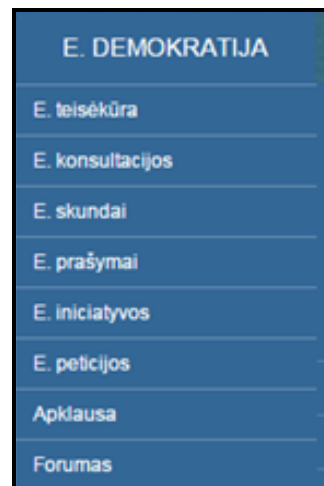 E. DEMOKRATIJA
E. teisėkūra
E. konsultacijos
E. skundai
E. prašymai
E. iniciatyvos
E. peticijos
Apklausa
Forumas